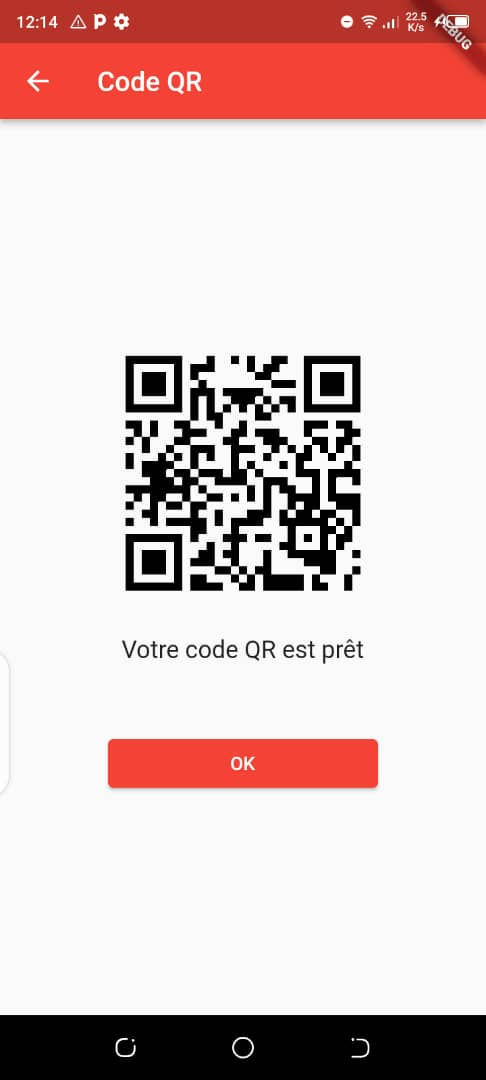 12:14
22.5
K/s
DEBUG
Code QR
Votre code QR est prêt
OK